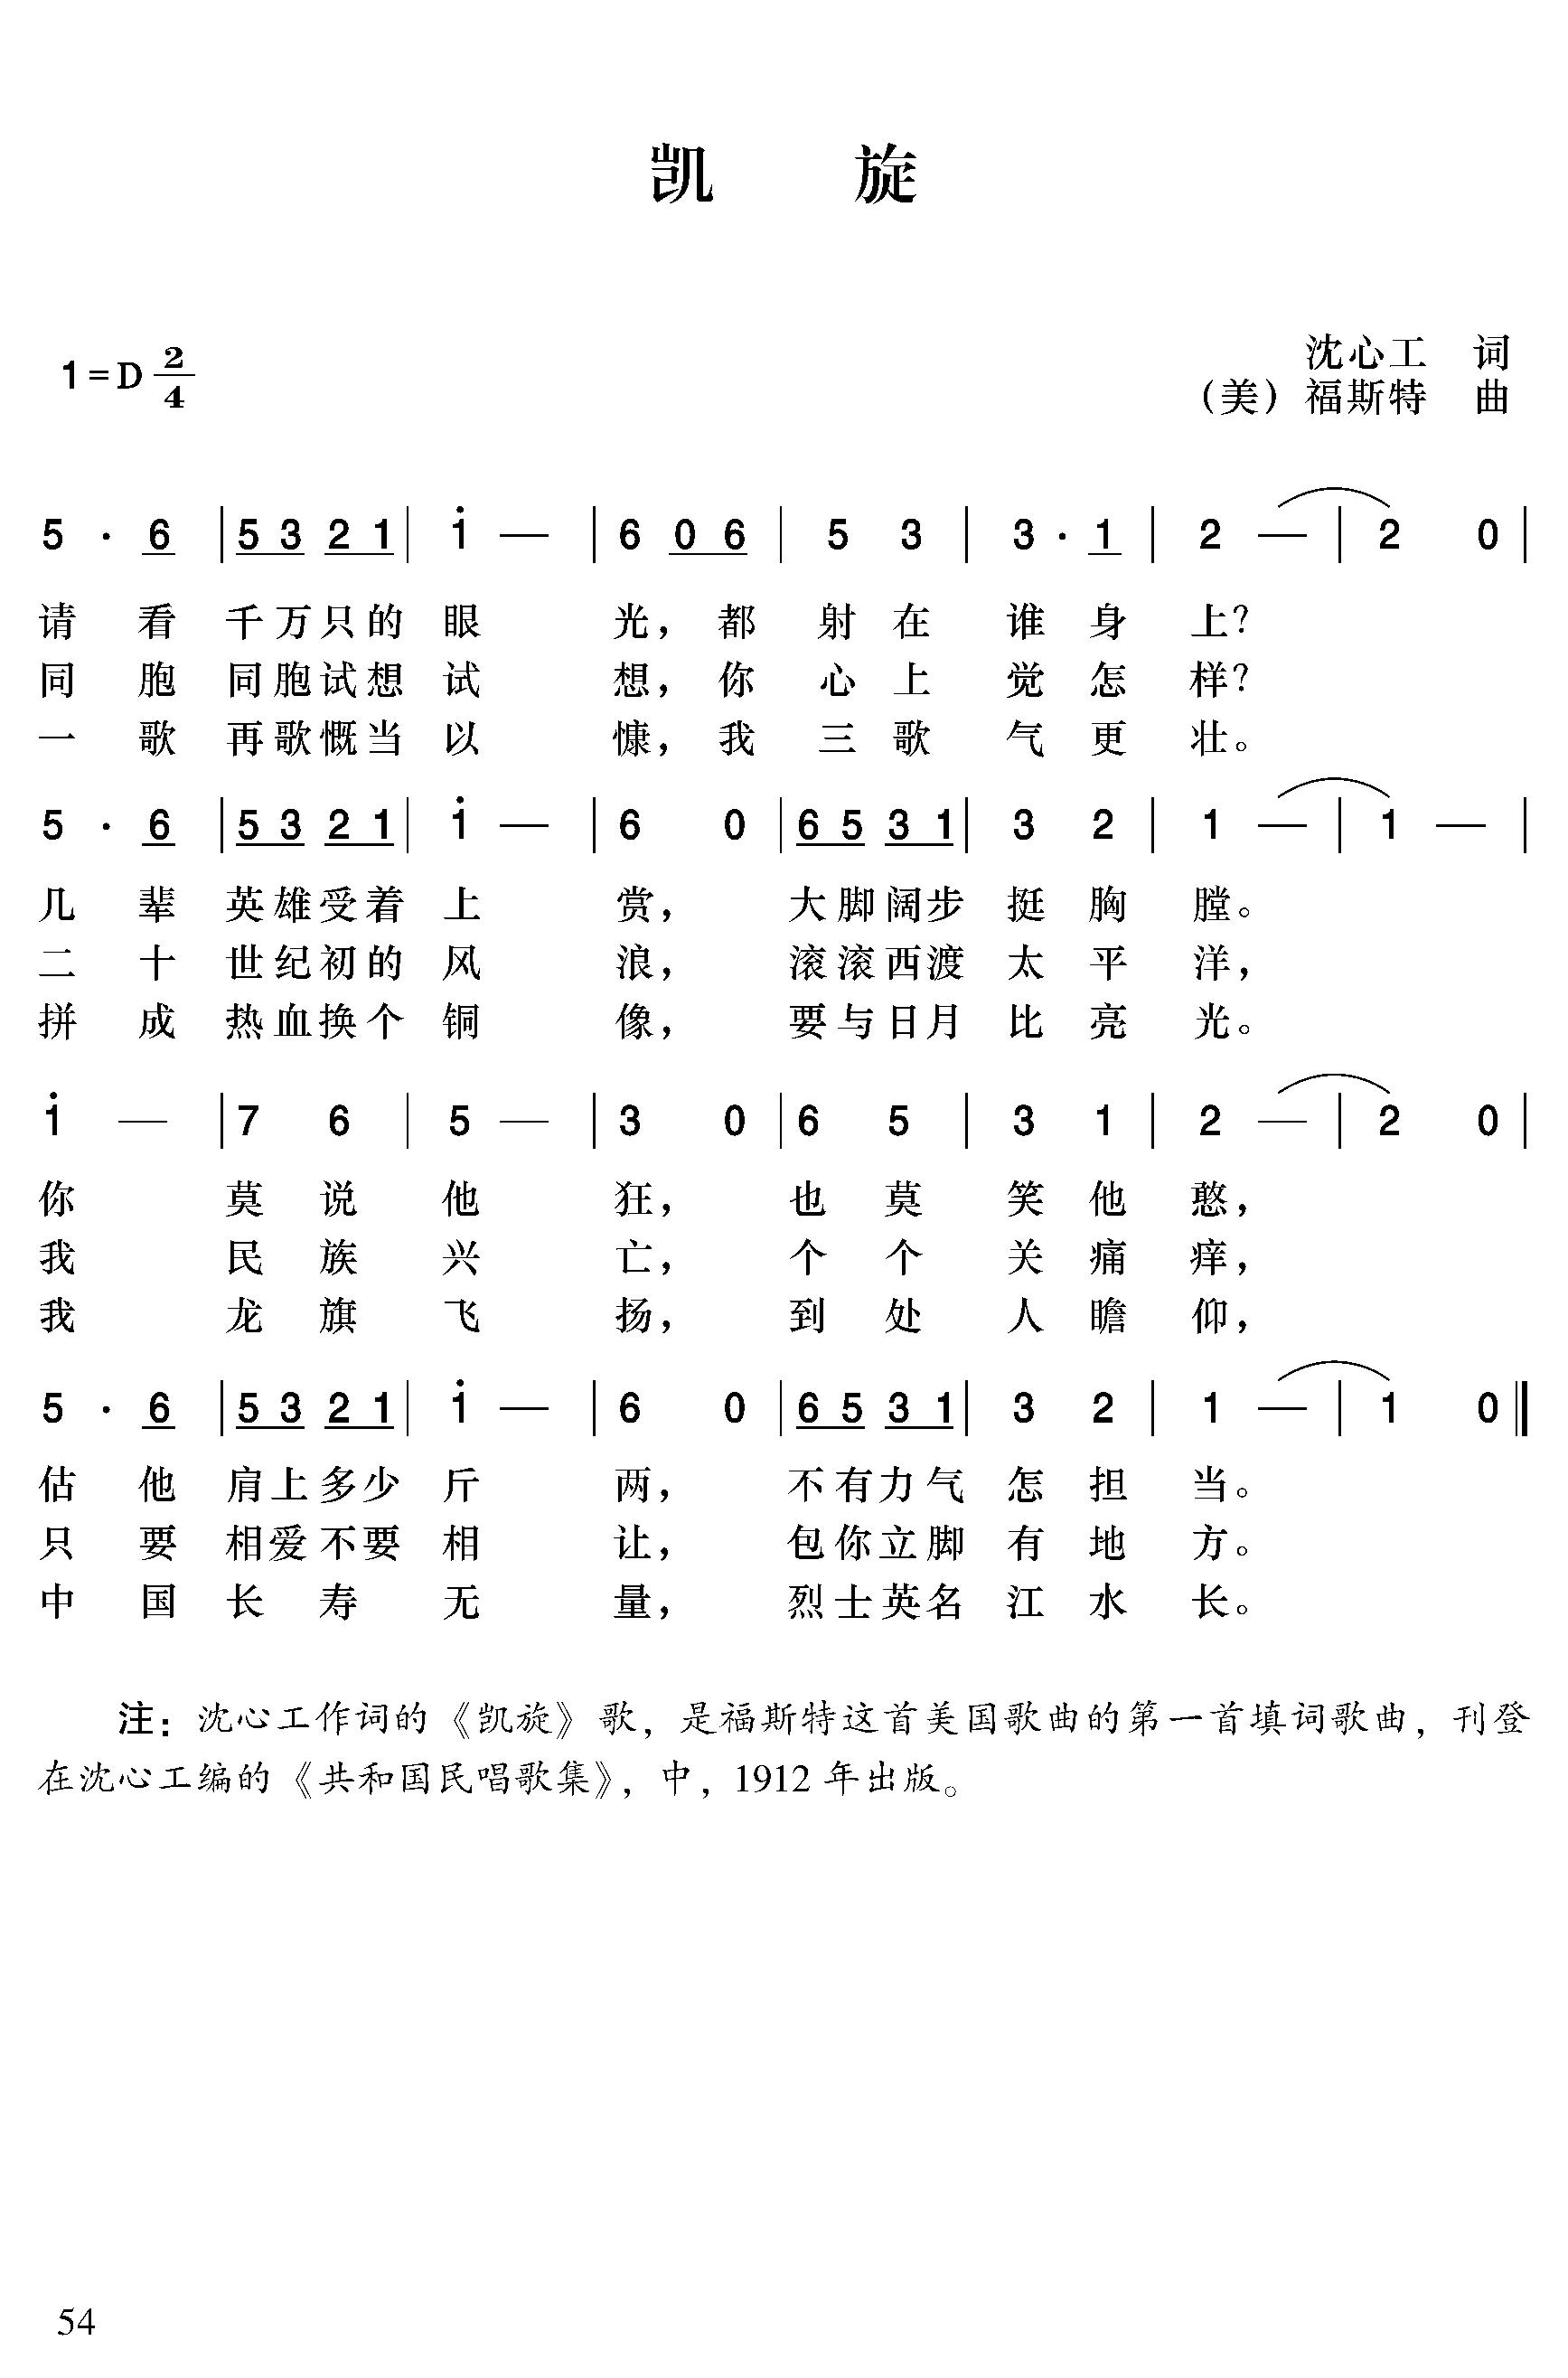 凯 旋
1=D 2/4
沈心工 词
（美）福斯特 曲
5 · 6 | 5 3 2 1 | 1̇ — | 6 0 6 | 5 3 | 3 · 1 | 2 — | 2 0 |
请 看 千万只的 眼 光， 都 射 在 谁 身 上？
同 胞 同胞试想 试 想， 你 心 上 觉 怎 样？
一 歌 再歌慨当 以 慷， 我 三 歌 气 更 壮。
5 · 6 | 5 3 2 1 | 1̇ — | 6 0 | 6 5 3 1 | 3 2 | 1 — | 1 — |
几 辈 英雄受着 上 赏， 大脚阔步 挺 胸 膛。
二 十 世纪初的 风 浪， 滚滚西渡 太 平 洋，
拼 成 热血换个 铜 像， 要与日月 比 亮 光。
1̇ — | 7 6 | 5 — | 3 0 | 6 5 | 3 1 | 2 — | 2 0 |
你 莫 说 他 狂， 也 莫 笑 他 憨，
我 民 族 兴 亡， 个 个 关 痛 痒，
我 龙 旗 飞 扬， 到 处 人 瞻 仰，
5 · 6 | 5 3 2 1 | 1̇ — | 6 0 | 6 5 3 1 | 3 2 | 1 — | 1 0 ‖
估 他 肩上多少 斤 两， 不有力气 怎 担 当。
只 要 相爱不要 相 让， 包你立脚 有 地 方。
中 国 长 寿 无 量， 烈士英名 江 水 长。
注：沈心工作词的《凯旋》歌，是福斯特这首美国歌曲的第一首填词歌曲，刊登
在沈心工编的《共和国民唱歌集》，中，1912 年出版。
54